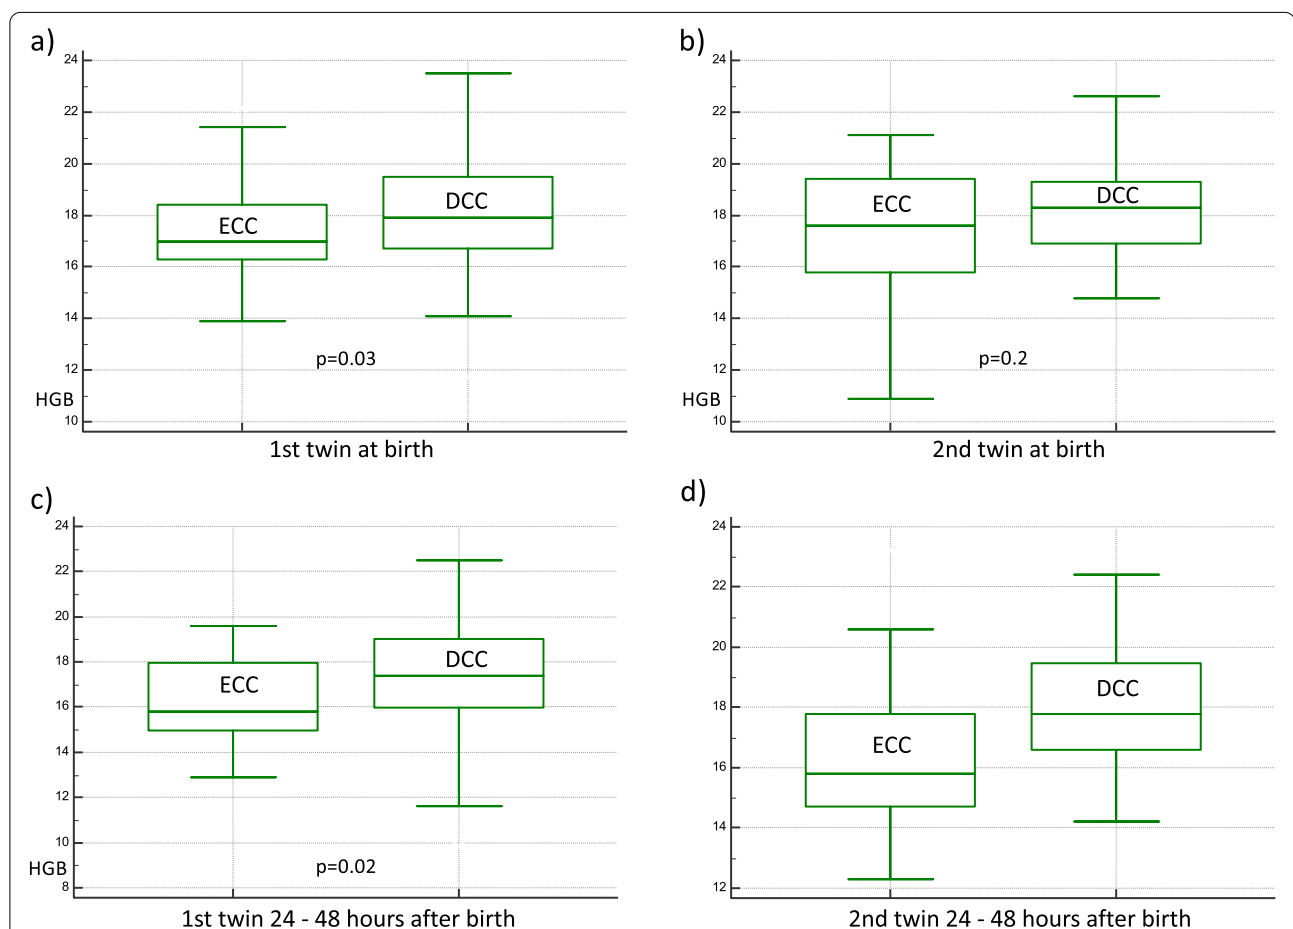 a)
24
22
20
18
16
14
12
10
HGB
ECC
DCC
p=0.03
1st twin at birth
b)
24
22
20
18
16
14
12
10
HGB
ECC
DCC
p=0.2
2nd twin at birth
c)
24
22
20
18
16
14
12
10
8
HGB
ECC
DCC
p=0.02
1st twin 24 - 48 hours after birth
d)
24
22
20
18
16
14
12
ECC
DCC
2nd twin 24 - 48 hours after birth